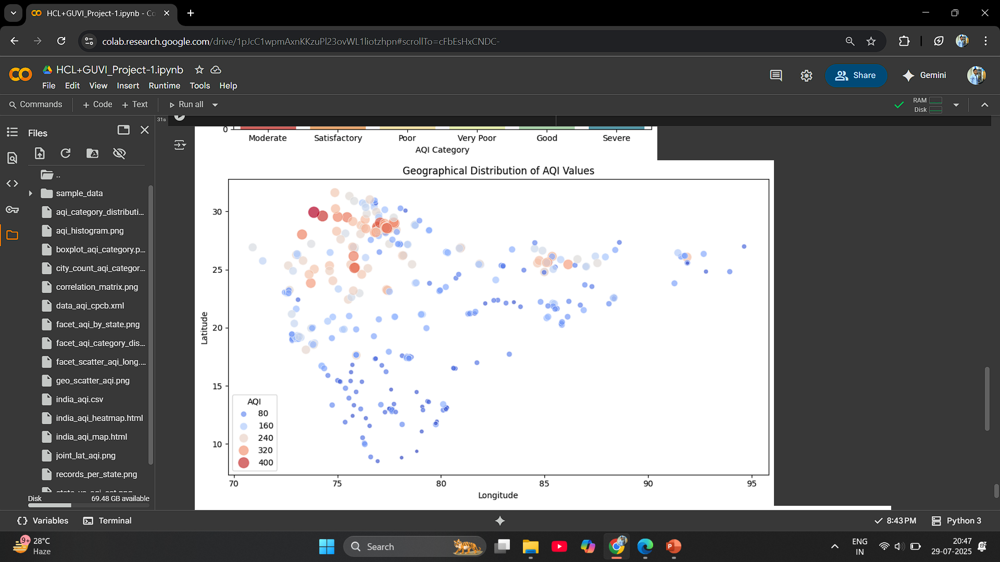 HCL+GUVI_Project-1.ipynb - Co
colab.research.google.com/drive/1pJcC1wpmAxnKKzuPl23ovWL1liotzhpn#scrollTo=cFbEsHxCNDC-
HCL+GUVI_Project-1.ipynb
File Edit View Insert Runtime Tools Help
Share
Gemini
Commands + Code + Text Run all
RAM
Disk
31s
Files
..
sample_data
aqi_category_distributi...
aqi_histogram.png
boxplot_aqi_category.p...
city_count_aqi_categor...
correlation_matrix.png
data_aqi_cpcb.xml
facet_aqi_by_state.png
facet_aqi_category_dis...
facet_scatter_aqi_long....
geo_scatter_aqi.png
india_aqi.csv
india_aqi_heatmap.html
india_aqi_map.html
joint_lat_aqi.png
records_per_state.png
Disk 69.48 GB available
0
Moderate Satisfactory Poor Very Poor Good Severe
AQI Category
Geographical Distribution of AQI Values
30
25
20
15
10
Latitude
AQI
80
160
240
320
400
70 75 80 85 90 95
Longitude
Variables Terminal
8:43 PM Python 3
9+
28°C
Haze
Search
ENG
IN
20:47
29-07-2025